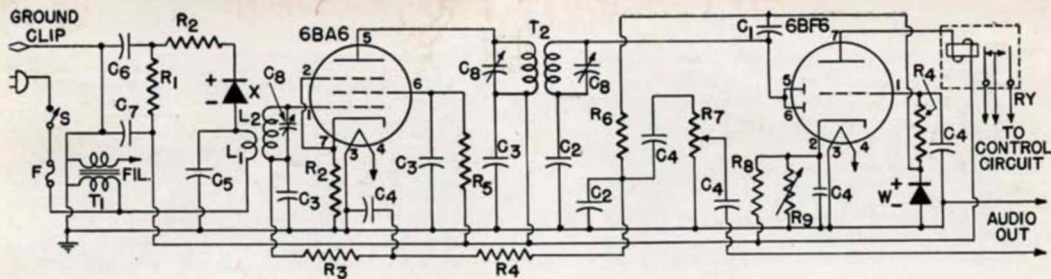 GROUND
CLIP
C6
R2
R1
+
-
X
C7
S
F
FIL.
T1
C5
L1
L2
C8
6BA6
5
2
1
7
3
4
6
R2
C3
C4
R3
C3
R5
R4
C8
T2
C8
C3
C2
R6
C2
C4
R7
C4
C1
6BF6
7
5
6
2
3
4
1
R8
R9
C4
R4
C4
W
+
-
RY
TO
CONTROL
CIRCUIT
AUDIO
OUT